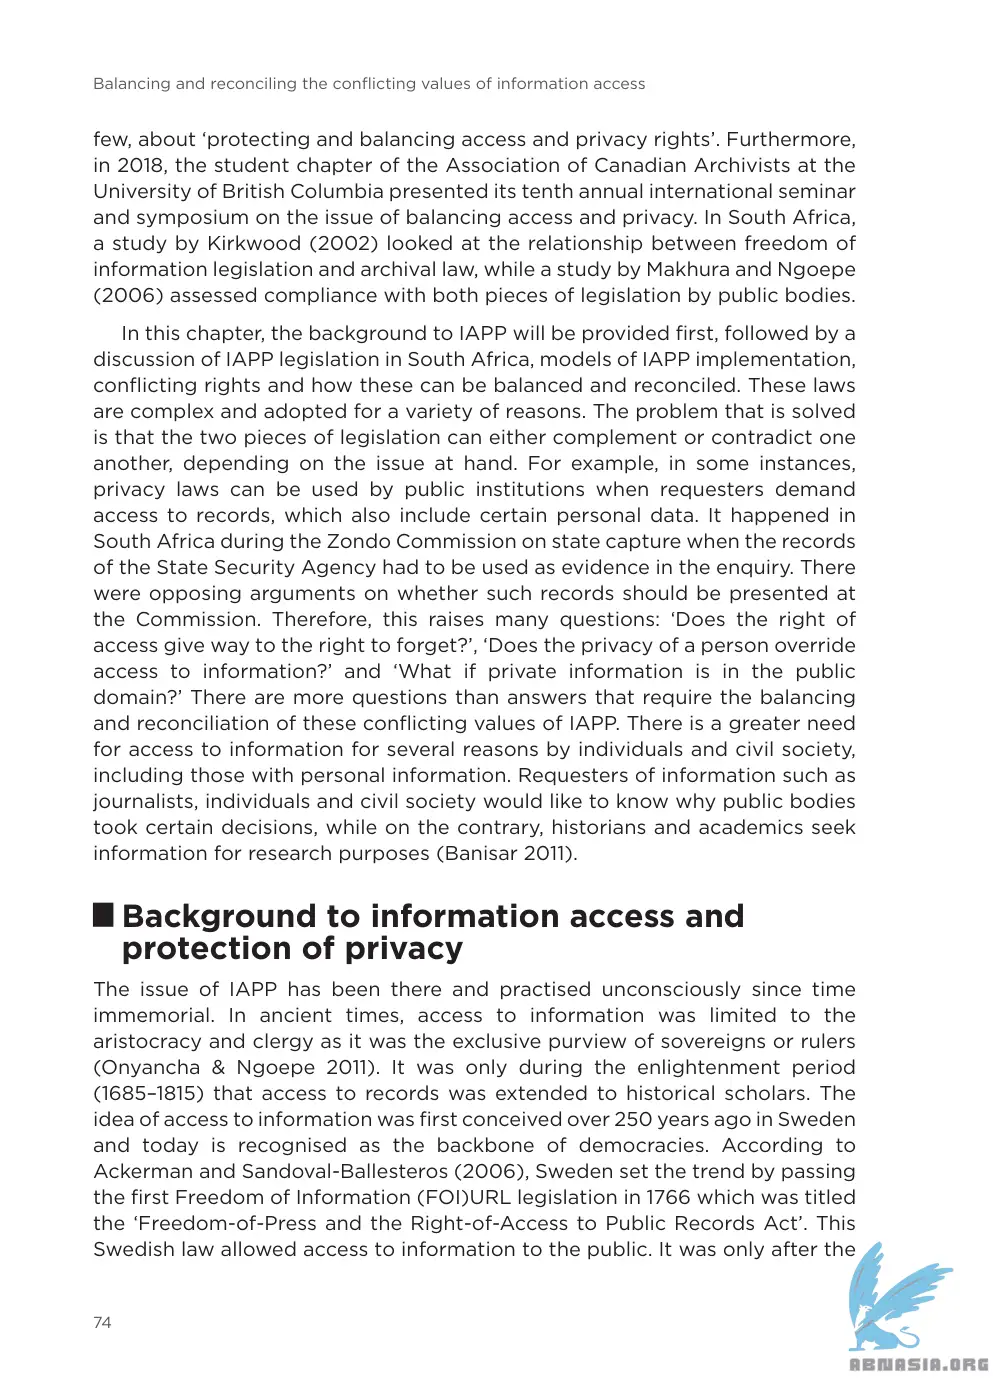 Balancing and reconciling the conflicting values of information access
few, about ‘protecting and balancing access and privacy rights’. Furthermore,
in 2018, the student chapter of the Association of Canadian Archivists at the
University of British Columbia presented its tenth annual international seminar
and symposium on the issue of balancing access and privacy. In South Africa,
a study by Kirkwood (2002) looked at the relationship between freedom of
information legislation and archival law, while a study by Makhura and Ngoepe
(2006) assessed compliance with both pieces of legislation by public bodies.
In this chapter, the background to IAPP will be provided first, followed by a
discussion of IAPP legislation in South Africa, models of IAPP implementation,
conflicting rights and how these can be balanced and reconciled. These laws
are complex and adopted for a variety of reasons. The problem that is solved
is that the two pieces of legislation can either complement or contradict one
another, depending on the issue at hand. For example, in some instances,
privacy laws can be used by public institutions when requesters demand
access to records, which also include certain personal data. It happened in
South Africa during the Zondo Commission on state capture when the records
of the State Security Agency had to be used as evidence in the enquiry. There
were opposing arguments on whether such records should be presented at
the Commission. Therefore, this raises many questions: ‘Does the right of
access give way to the right to forget?’, ‘Does the privacy of a person override
access to information?’ and ‘What if private information is in the public
domain?’ There are more questions than answers that require the balancing
and reconciliation of these conflicting values of IAPP. There is a greater need
for access to information for several reasons by individuals and civil society,
including those with personal information. Requesters of information such as
journalists, individuals and civil society would like to know why public bodies
took certain decisions, while on the contrary, historians and academics seek
information for research purposes (Banisar 2011).
Background to information access and
protection of privacy
The issue of IAPP has been there and practised unconsciously since time
immemorial. In ancient times, access to information was limited to the
aristocracy and clergy as it was the exclusive purview of sovereigns or rulers
(Onyancha & Ngoepe 2011). It was only during the enlightenment period
(1685–1815) that access to records was extended to historical scholars. The
idea of access to information was first conceived over 250 years ago in Sweden
and today is recognised as the backbone of democracies. According to
Ackerman and Sandoval-Ballesteros (2006), Sweden set the trend by passing
the first Freedom of Information (FOI)URL legislation in 1766 which was titled
the ‘Freedom-of-Press and the Right-of-Access to Public Records Act’. This
Swedish law allowed access to information to the public. It was only after the
74
ABNASIA.ORG